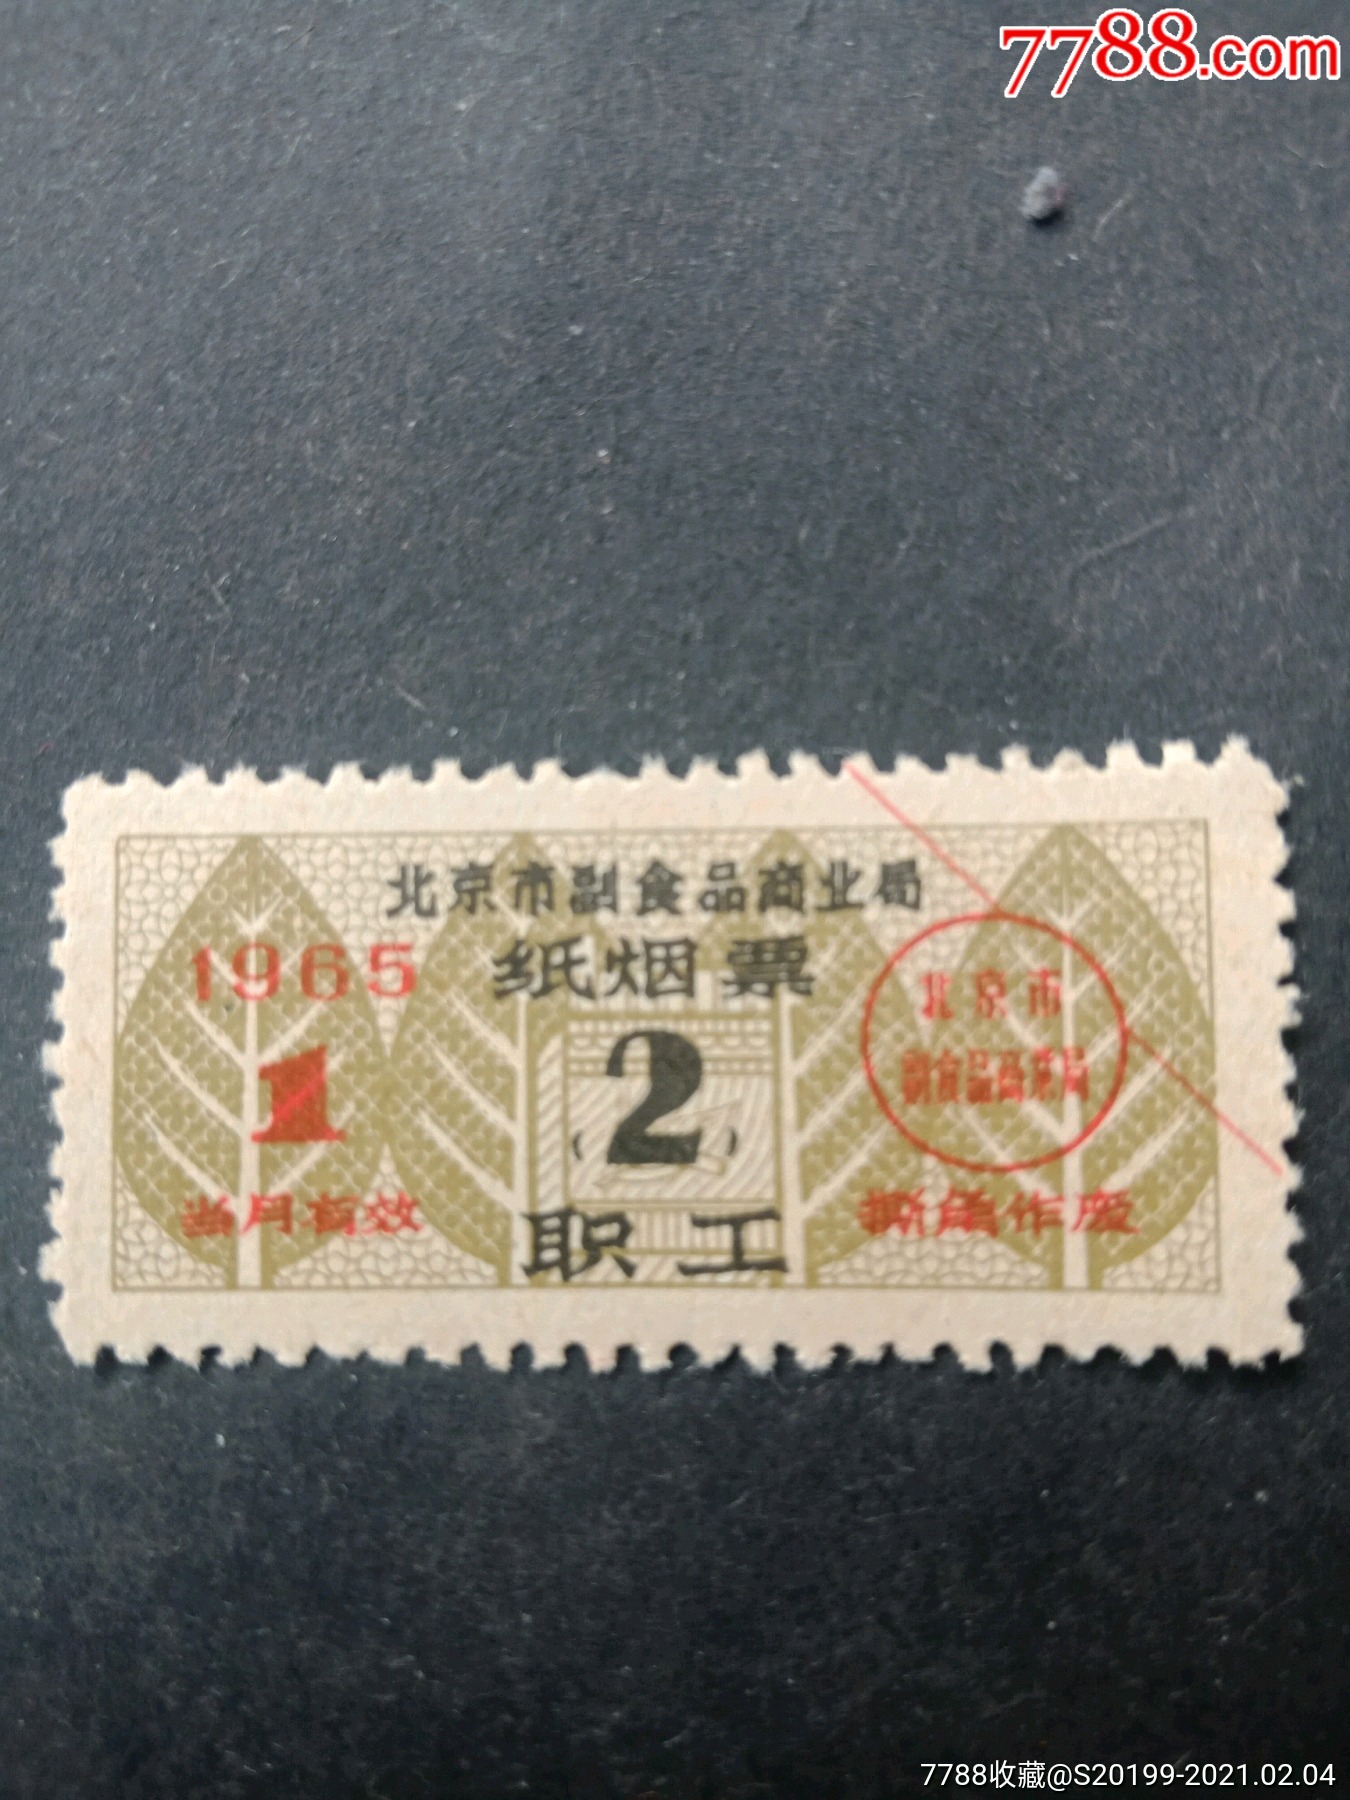 7788.com
北京市副食品商业局
纸烟票
1965
1
当月有效
2
职工
北京市
副食品商业局
撕角作废
7788收藏@S20199-2021.02.04